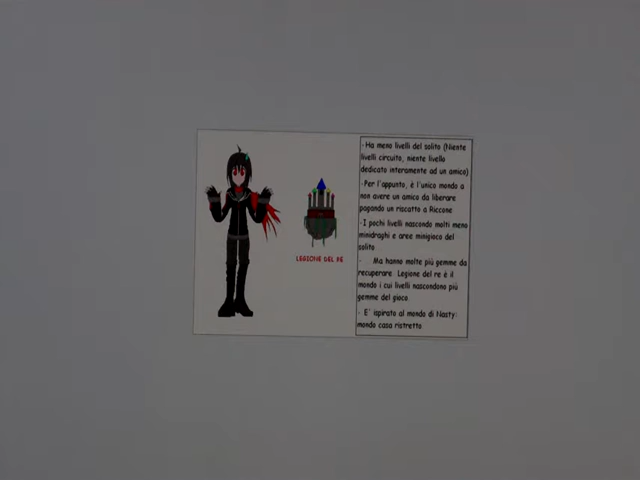 LEGIONE DEL RE
-Ha meno livelli del solito (Niente
livelli circuito, niente livello
dedicato interamente ad un amico)
-Per l'appunto, è l'unico mondo a
non avere un amico da liberare
pagando un riscatto a Riccone
-I pochi livelli nascondo molti meno
minidraghi e aree minigioco del
solito
- Ma hanno molte più gemme da
recuperare Legione del re è il
mondo i cui livelli nascondono più
gemme del gioco
- E' ispirato al mondo di Nasty:
mondo casa ristretto